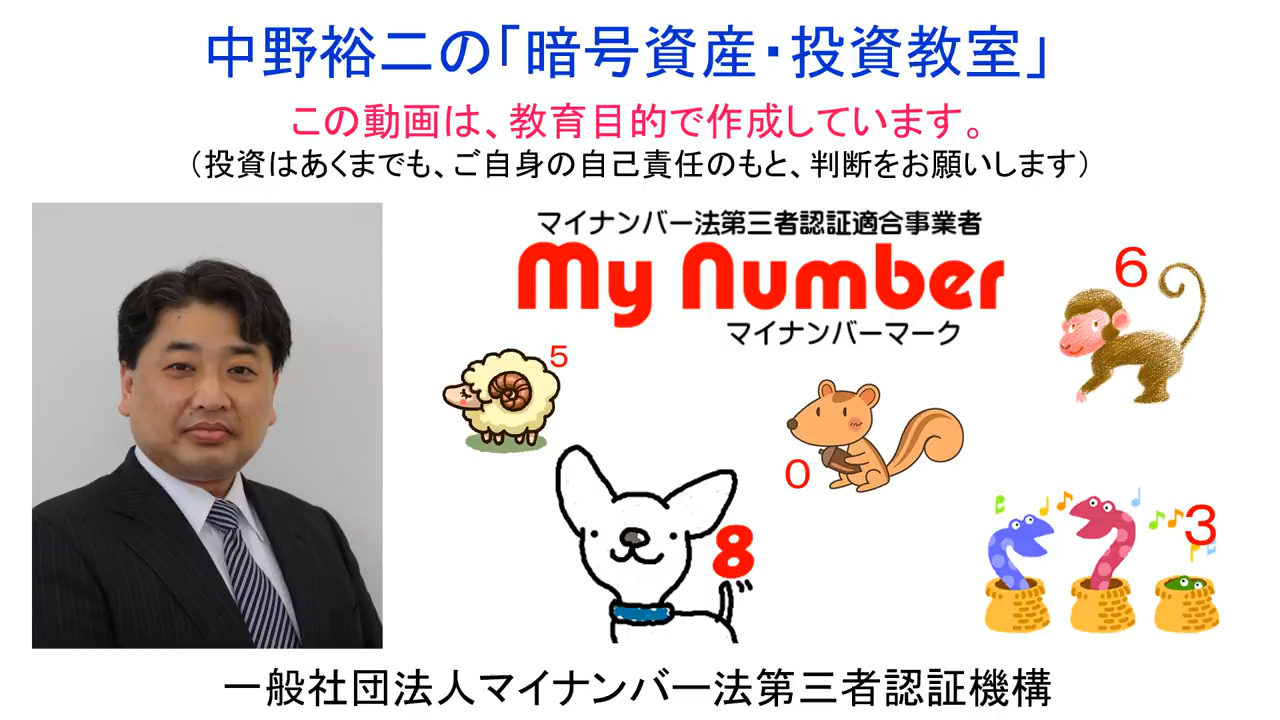 中野裕二の「暗号資産・投資教室」
この動画は、教育目的で作成しています。
（投資はあくまでも、ご自身の自己責任のもと、判断をお願いします）
マイナンバー法第三者認証適合事業者
My Number
マイナンバーマーク
6
5
0
8
3
一般社団法人マイナンバー法第三者認証機構